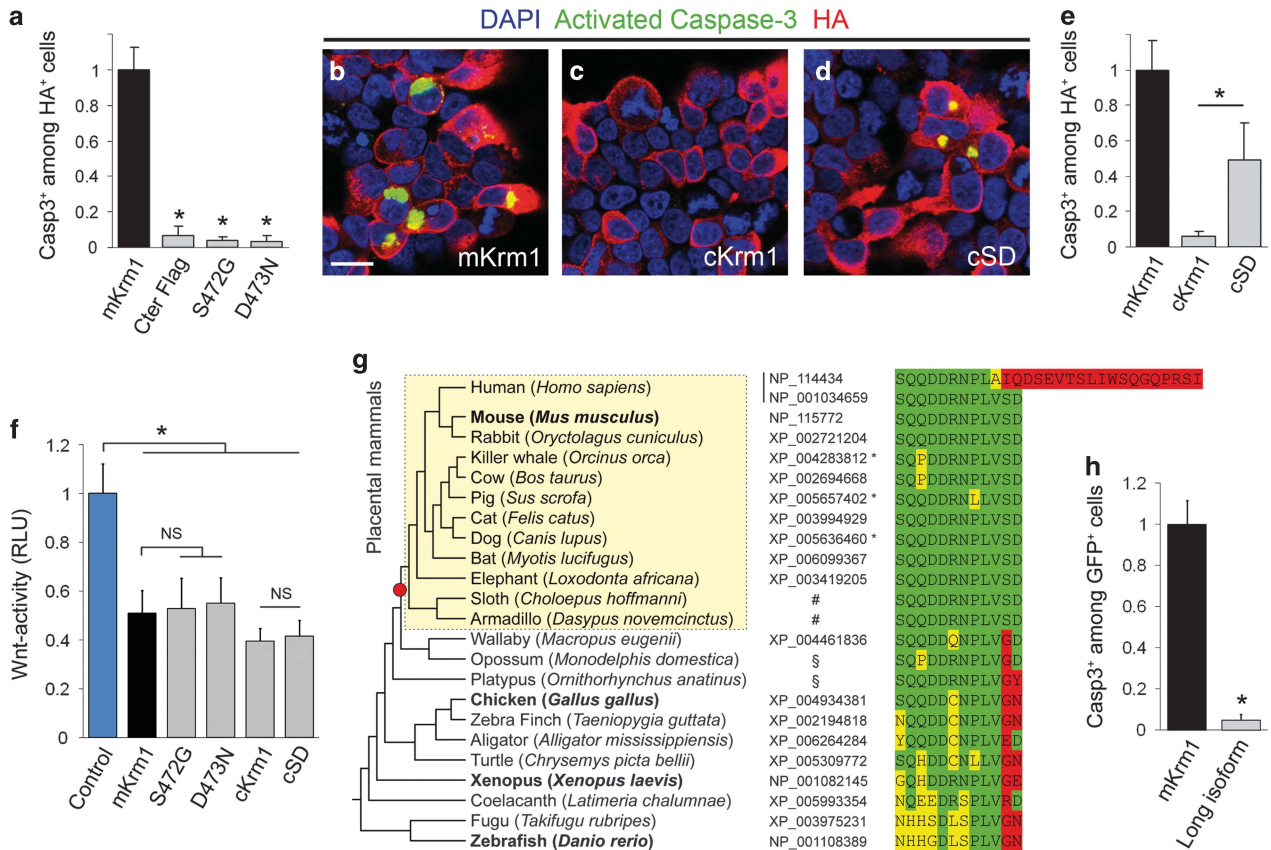 a
Casp3+ among HA+ cells
1
0.8
0.6
0.4
0.2
0
*
*
*
mKrm1
Cter Flag
S472G
D473N
DAPI Activated Caspase-3 HA
b
mKrm1
c
cKrm1
d
cSD
e
Casp3+ among HA+ cells
1
0.8
0.6
0.4
0.2
0
*
mKrm1
cKrm1
cSD
f
Wnt-activity (RLU)
1.2
1
0.8
0.6
0.4
0.2
0
*
NS
NS
Control
mKrm1
S472G
D473N
cKrm1
cSD
g
Placental mammals
Human (Homo sapiens) NP_114434 SQQDDRNPLAIQDSEVTSLIWSQGQPRSI
NP_001034659 SQQDDRNPLVSD
Mouse (Mus musculus) NP_115772 SQQDDRNPLVSD
Rabbit (Oryctolagus cuniculus) XP_002721204 SQQDDRNPLVSD
Killer whale (Orcinus orca) XP_004283812 * SQPDDRNPLVSD
Cow (Bos taurus) XP_002694668 SQPDDRNPLVSD
Pig (Sus scrofa) XP_005657402 * SQQDDRNLLVSD
Cat (Felis catus) XP_003994929 SQQDDRNPLVSD
Dog (Canis lupus) XP_005636460 * SQQDDRNPLVSD
Bat (Myotis lucifugus) XP_006099367 SQQDDRNPLVSD
Elephant (Loxodonta africana) XP_003419205 SQQDDRNPLVSD
Sloth (Choloepus hoffmanni) # SQQDDRNPLVSD
Armadillo (Dasypus novemcinctus) # SQQDDRNPLVSD
Wallaby (Macropus eugenii) XP_004461836 SQQDDQNPLVGD
Opossum (Monodelphis domestica) § SQPDDRNPLVGD
Platypus (Ornithorhynchus anatinus) § SQQDDRNPLVGY
Chicken (Gallus gallus) XP_004934381 SQQDDCNPLVGN
Zebra Finch (Taeniopygia guttata) XP_002194818 NQQDDCNPLVGN
Aligator (Alligator mississippiensis) XP_006264284 YQQDDCNPLVED
Turtle (Chrysemys picta bellii) XP_005309772 SQHDDCNLLVGN
Xenopus (Xenopus laevis) NP_001082145 GQHDDRNPLVGE
Coelacanth (Latimeria chalumnae) XP_005993354 NQEEDRSPLVRD
Fugu (Takifugu rubripes) XP_003975231 NHHSDLSPLVGN
Zebrafish (Danio rerio) NP_001108389 NHHGDLSPLVGN
h
Casp3+ among GFP+ cells
1.2
1
0.8
0.6
0.4
0.2
0
*
mKrm1
Long isoform